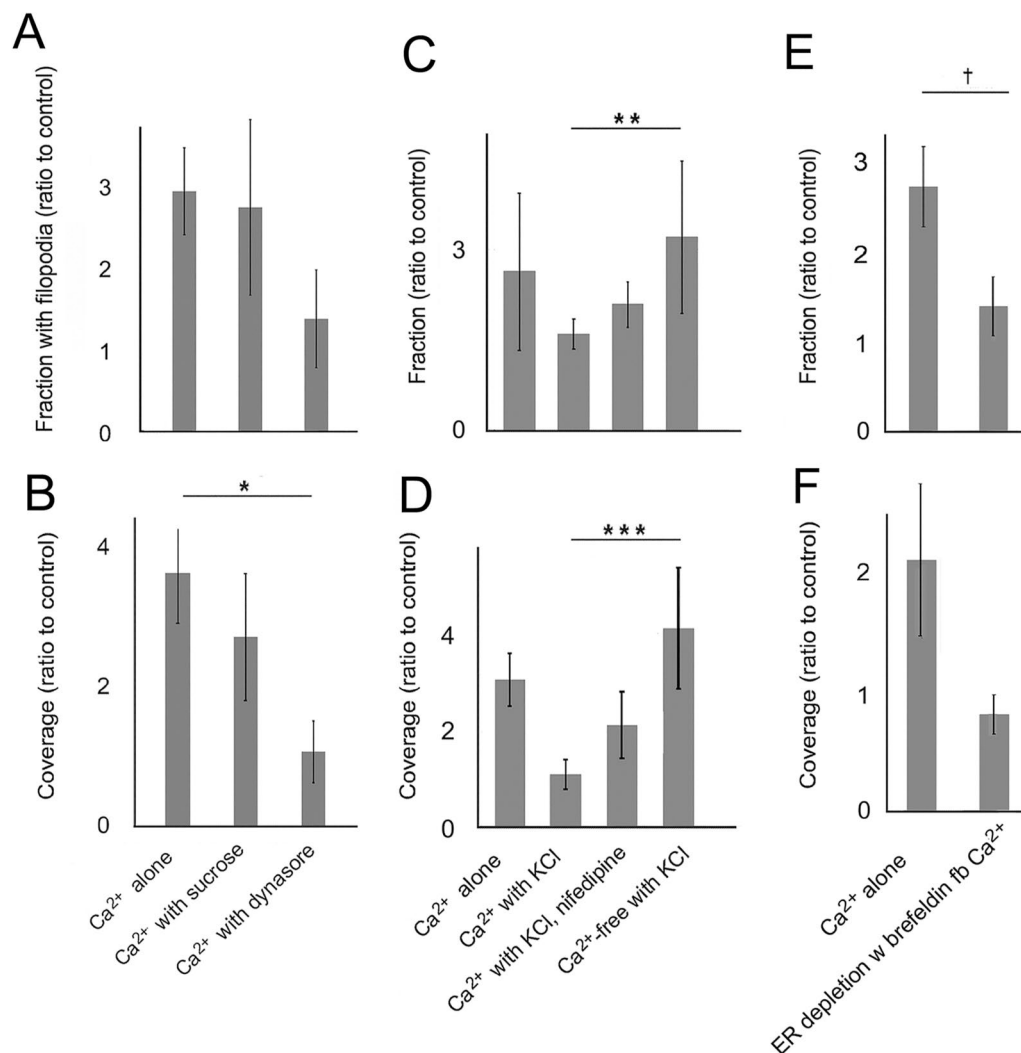 A
Fraction with filopodia (ratio to control)
3
2
1
0
B
*
Coverage (ratio to control)
4
2
0
Ca²⁺ alone
Ca²⁺ with sucrose
Ca²⁺ with dynasore
C
**
Fraction (ratio to control)
3
0
D
***
Coverage (ratio to control)
4
2
0
Ca²⁺ alone
Ca²⁺ with KCl
Ca²⁺ with KCl, nifedipine
Ca²⁺-free with KCl
E
†
Fraction (ratio to control)
3
2
1
0
F
Coverage (ratio to control)
2
1
0
Ca²⁺ alone
ER depletion w brefeldin fb Ca²⁺